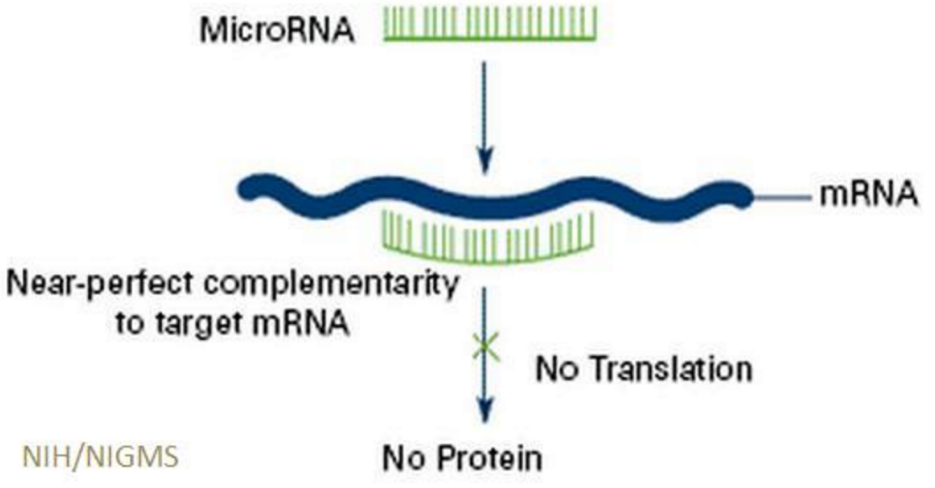 MicroRNA
mRNA
Near-perfect complementarity
to target mRNA
No Translation
No Protein
NIH/NIGMS